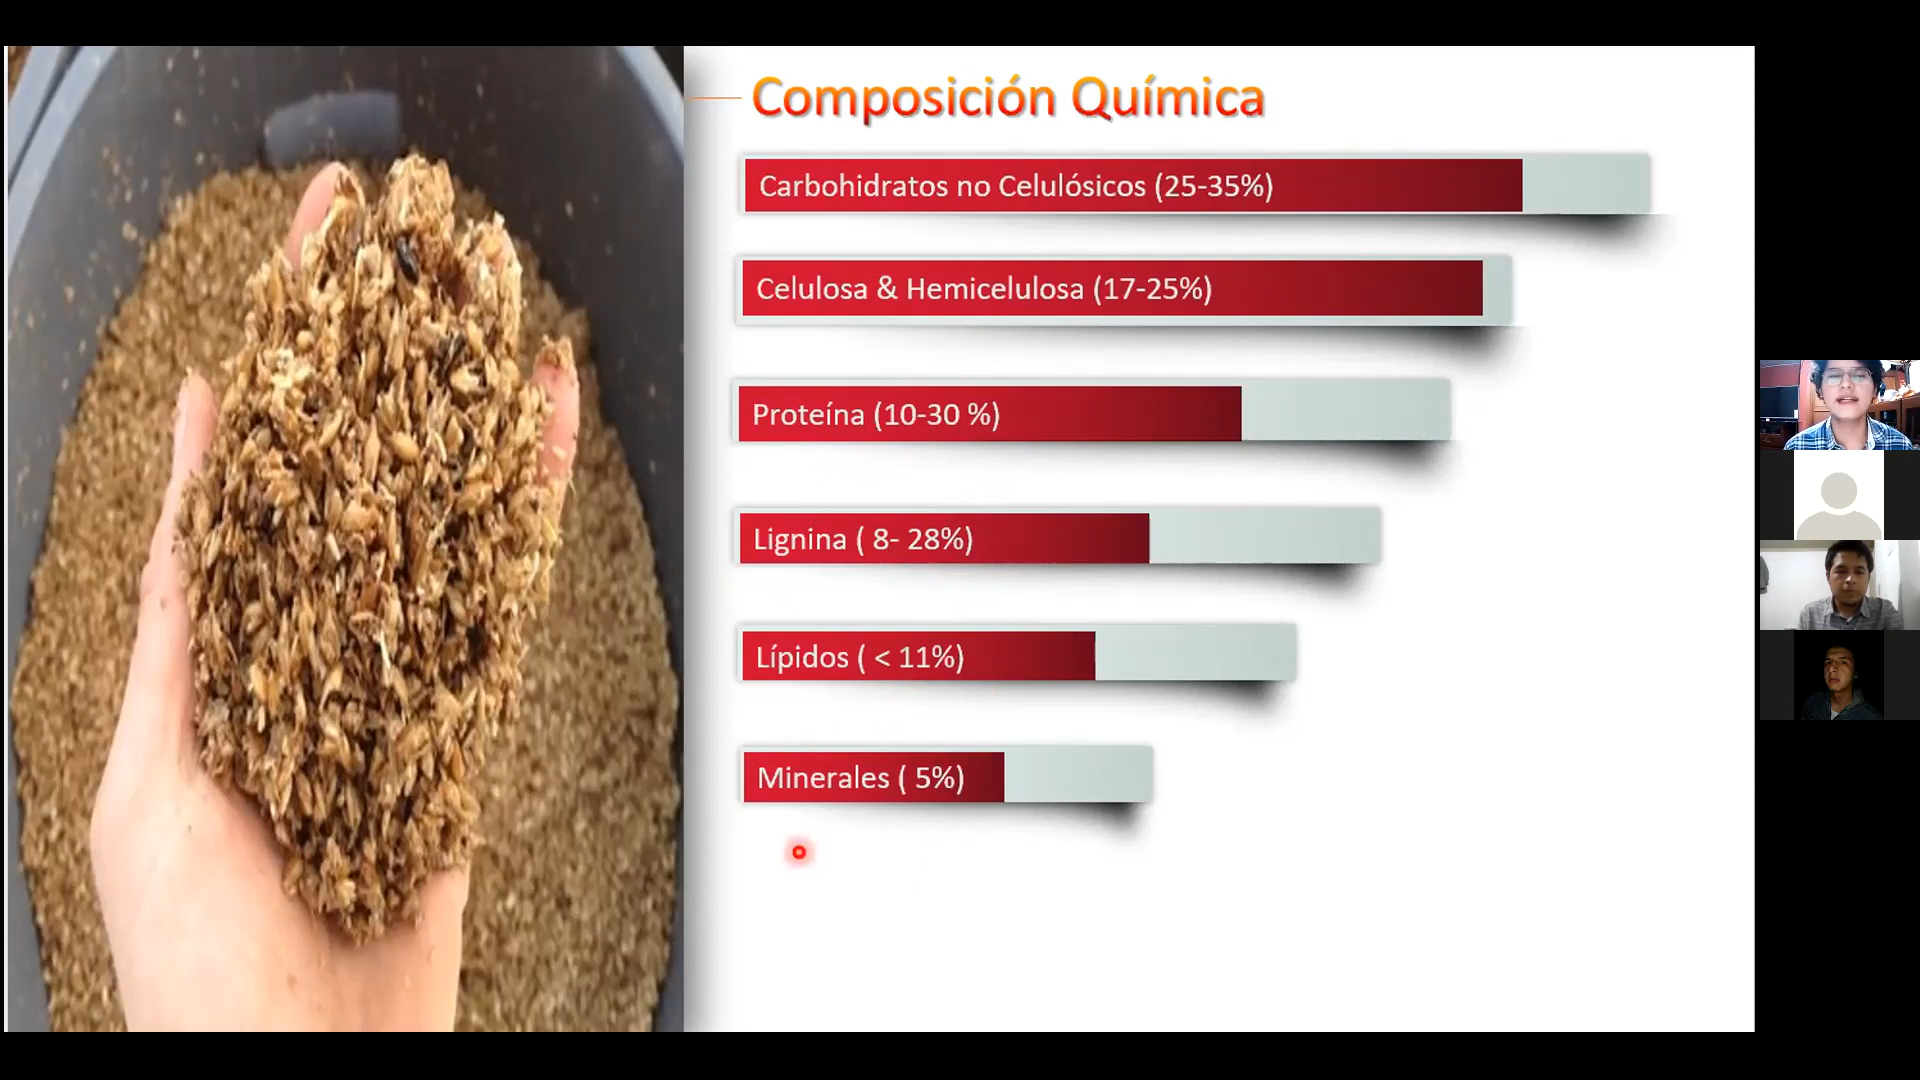 Composición Química
Carbohidratos no Celulósicos (25-35%)
Celulosa & Hemicelulosa (17-25%)
Proteína (10-30 %)
Lignina ( 8- 28%)
Lípidos ( < 11%)
Minerales ( 5%)